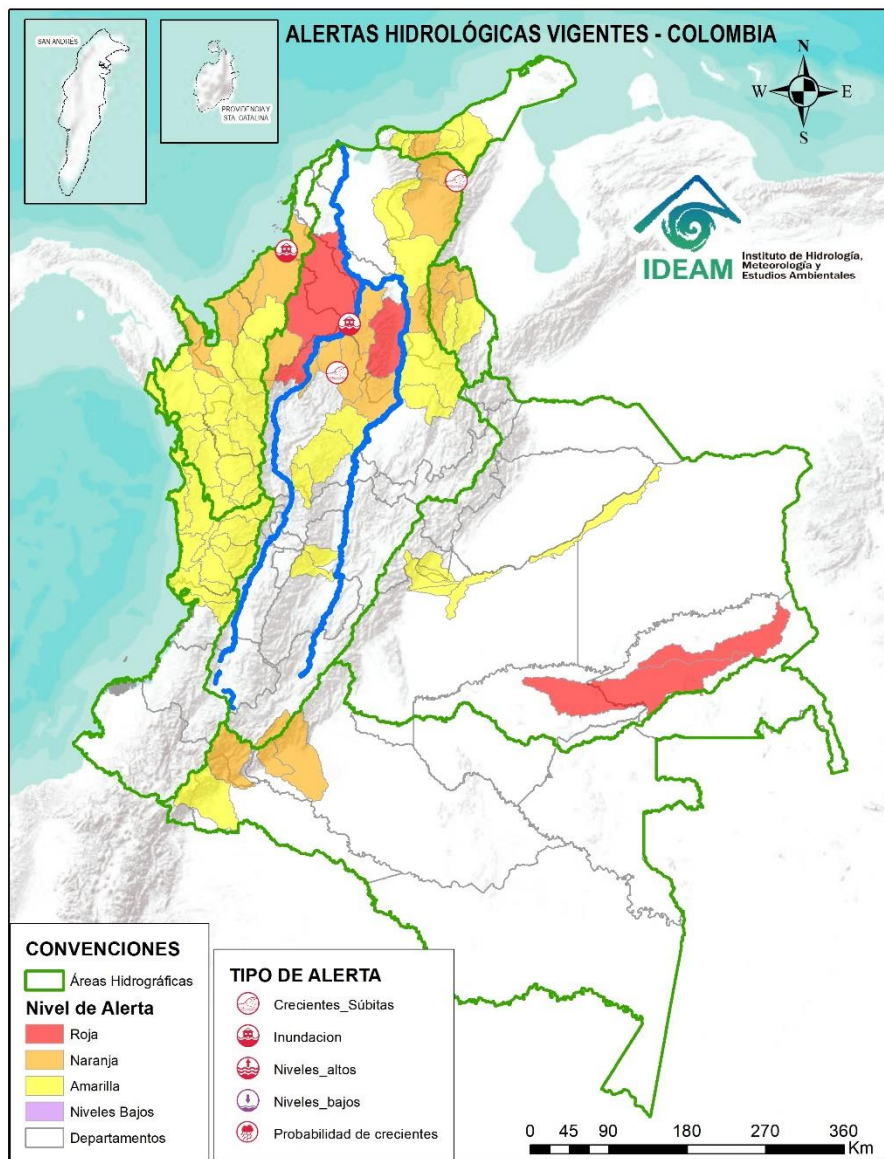 ALERTAS HIDROLÓGICAS VIGENTES - COLOMBIA
SAN ANDRÉS
PROVIDENCIA Y
STA. CATALINA
N
W
E
S
IDEAM
Instituto de Hidrología,
Meteorología y
Estudios Ambientales
CONVENCIONES
Áreas Hidrográficas
Nivel de Alerta
Roja
Naranja
Amarilla
Niveles Bajos
Departamentos
TIPO DE ALERTA
Crecientes_Súbitas
Inundacion
Niveles_altos
Niveles_bajos
Probabilidad de crecientes
0 45 90 180 270 360
Km